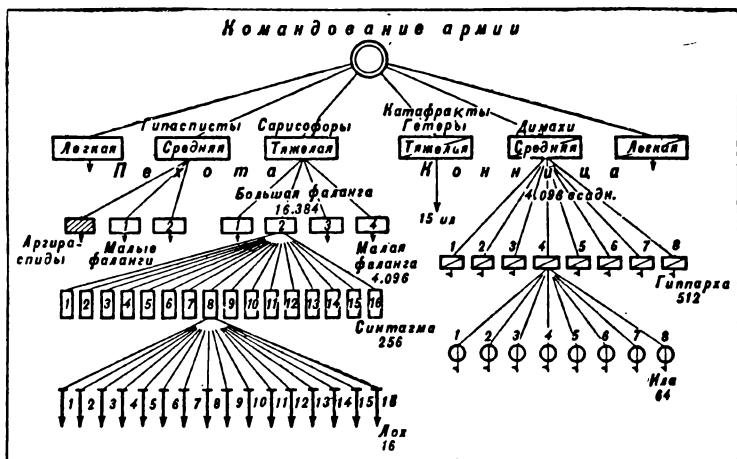 Командование армии
Гипасписты Сарисофоры Катафракты Гетеры Димахи
Легкая Средняя Тяжелая Тяжелая Средняя Легкая
Пехота Конница
Большая фаланга
16.384
4.096 всадн.
15 ил
1 2 1 2 3 4
Аргираспиды
Малые фаланги
Малая фаланга
4.096
1 2 3 4 5 6 7 8
Гиппарха
512
1 2 3 4 5 6 7 8 9 10 11 12 13 14 15 16
Синтагма
256
1 2 3 4 5 6 7 8
Ила
64
1 2 3 4 5 6 7 8 9 10 11 12 13 14 15 16
Лох
16